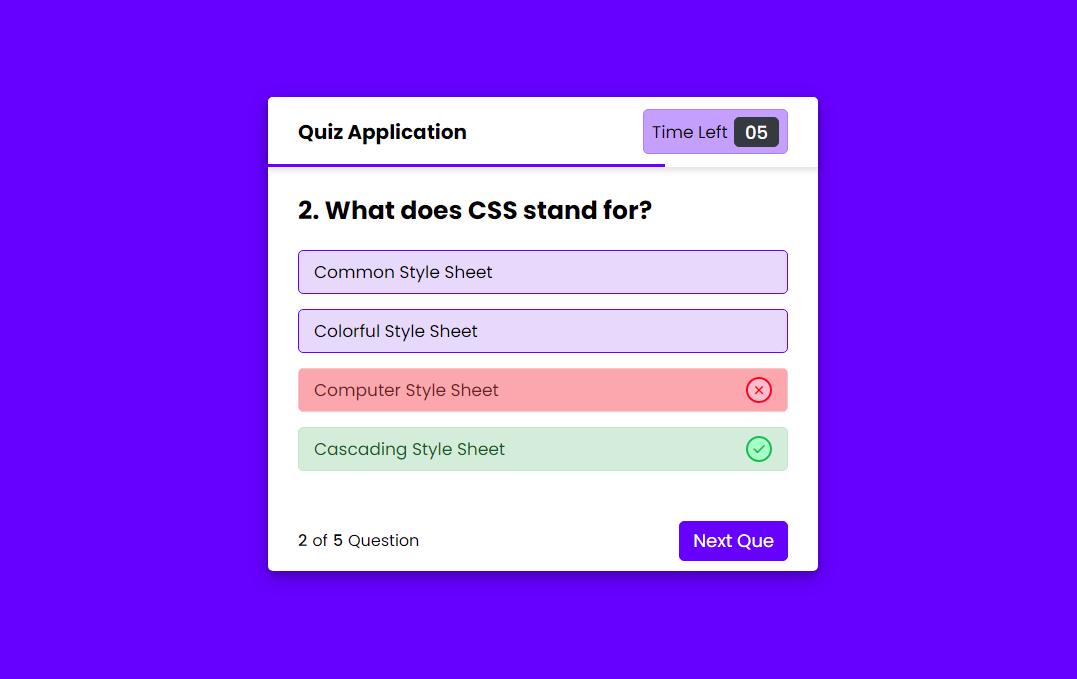 Quiz Application
Time Left 05
2. What does CSS stand for?
Common Style Sheet
Colorful Style Sheet
Computer Style Sheet
Cascading Style Sheet
2 of 5 Question
Next Que